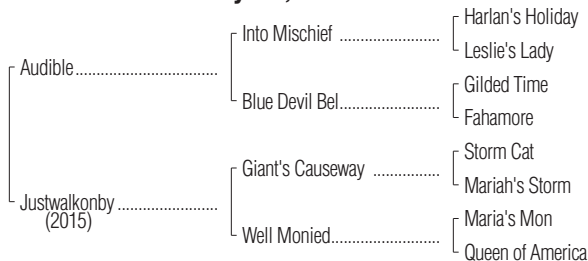 Harlan's Holiday
Into Mischief ....................
Leslie's Lady
Audible............................
Gilded Time
Blue Devil Bel...................
Fahamore
Storm Cat
Giant's Causeway .............
Mariah's Storm
Justwalkonby ...................
(2015)
Maria's Mon
Well Monied.....................
Queen of America